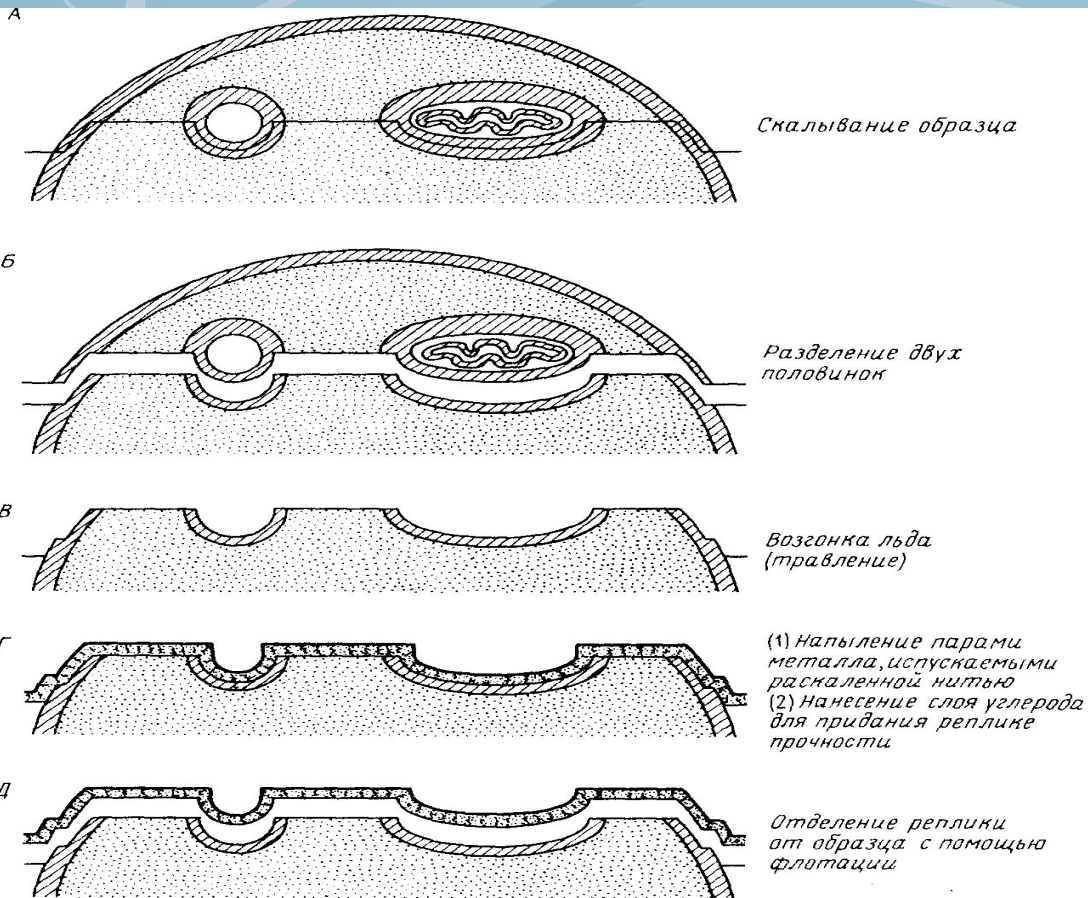 А
Скалывание образца
Б
Разделение двух
половинок
В
Возгонка льда
(травление)
Г
(1) Напыление парами
металла, испускаемыми
раскаленной нитью
(2) Нанесение слоя углерода
для придания реплике
прочности
Д
Отделение реплики
от образца с помощью
флотации